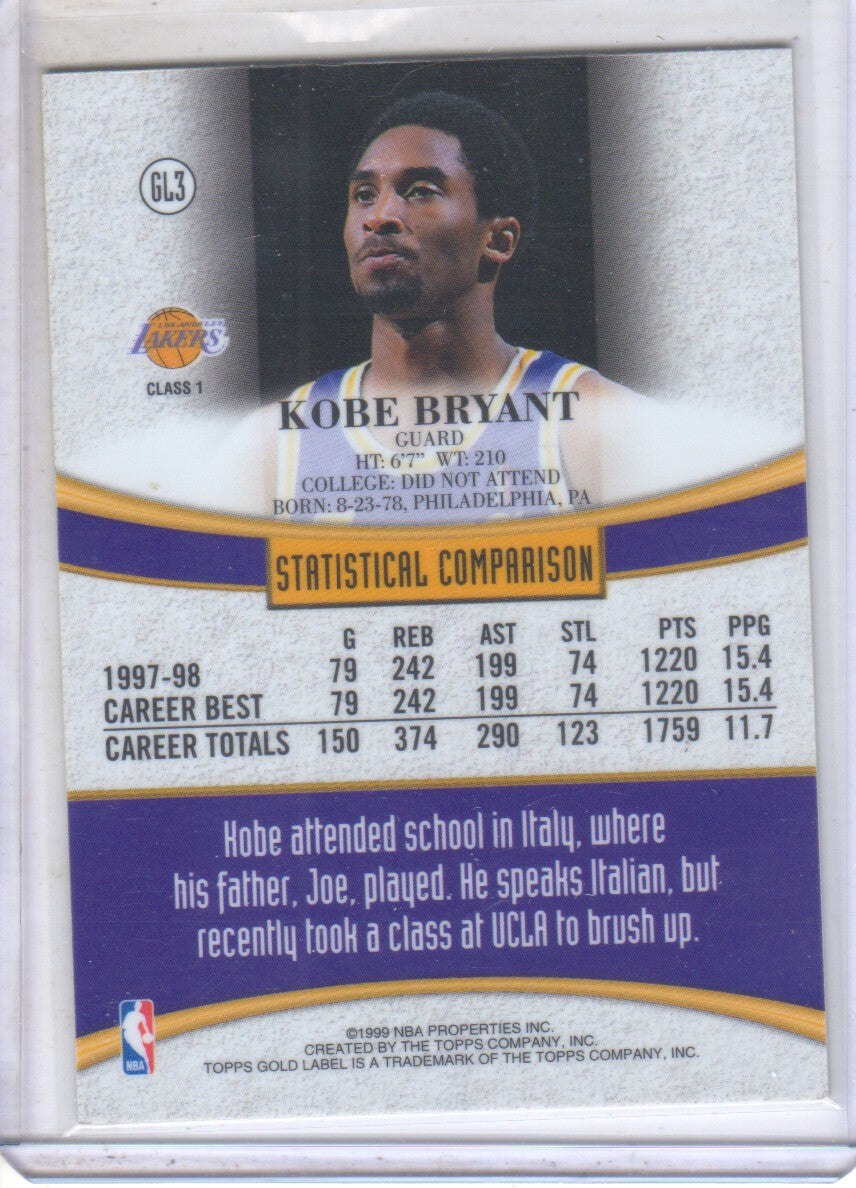 GL3
LOS ANGELES
LAKERS
CLASS 1
KOBE BRYANT
GUARD
HT: 6'7" WT: 210
COLLEGE: DID NOT ATTEND
BORN: 8-23-78, PHILADELPHIA, PA
STATISTICAL COMPARISON
G REB AST STL PTS PPG
1997-98 79 242 199 74 1220 15.4
CAREER BEST 79 242 199 74 1220 15.4
CAREER TOTALS 150 374 290 123 1759 11.7
Kobe attended school in Italy, where
his father, Joe, played. He speaks Italian, but
recently took a class at UCLA to brush up.
NBA
©1999 NBA PROPERTIES INC.
CREATED BY THE TOPPS COMPANY, INC.
TOPPS GOLD LABEL IS A TRADEMARK OF THE TOPPS COMPANY, INC.